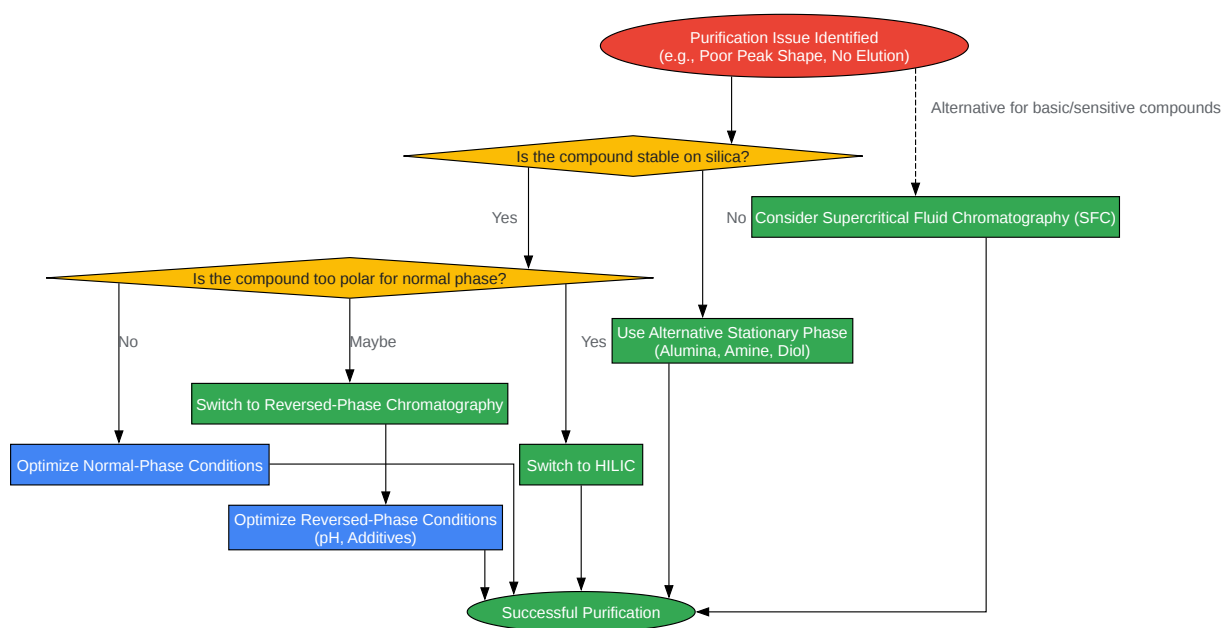 Purification Issue Identified
(e.g., Poor Peak Shape, No Elution)
Alternative for basic/sensitive compounds
Is the compound stable on silica?
Yes
No
Consider Supercritical Fluid Chromatography (SFC)
Is the compound too polar for normal phase?
No
Maybe
Yes
Use Alternative Stationary Phase
(Alumina, Amine, Diol)
Switch to Reversed-Phase Chromatography
Optimize Normal-Phase Conditions
Switch to HILIC
Optimize Reversed-Phase Conditions
(pH, Additives)
Successful Purification